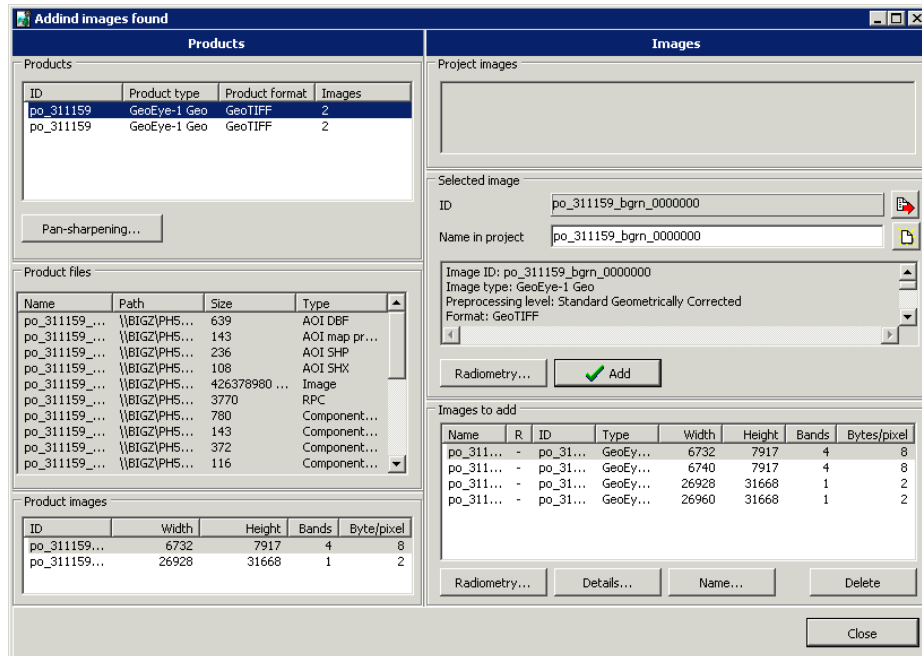 Addind images found
Products
Images
Products
ID Product type Product format Images
po_311159 GeoEye-1 Geo GeoTIFF 2
po_311159 GeoEye-1 Geo GeoTIFF 2
Pan-sharpening...
Product files
Name Path Size Type
po_311159_... \\BIGZ\PH5... 639 AOI DBF
po_311159_... \\BIGZ\PH5... 143 AOI map pr...
po_311159_... \\BIGZ\PH5... 236 AOI SHP
po_311159_... \\BIGZ\PH5... 108 AOI SHX
po_311159_... \\BIGZ\PH5... 426378980 ... Image
po_311159_... \\BIGZ\PH5... 3770 RPC
po_311159_... \\BIGZ\PH5... 780 Component...
po_311159_... \\BIGZ\PH5... 143 Component...
po_311159_... \\BIGZ\PH5... 372 Component...
po_311159_... \\BIGZ\PH5... 116 Component...
Product images
ID Width Height Bands Byte/pixel
po_311159... 6732 7917 4 8
po_311159... 26928 31668 1 2
Project images
Selected image
ID po_311159_bgrn_0000000
Name in project po_311159_bgrn_0000000
Image ID: po_311159_bgrn_0000000
Image type: GeoEye-1 Geo
Preprocessing level: Standard Geometrically Corrected
Format: GeoTIFF
Radiometry... Add
Images to add
Name R ID Type Width Height Bands Bytes/pixel
po_311... - po_31... GeoEy... 6732 7917 4 8
po_311... - po_31... GeoEy... 6740 7917 4 8
po_311... - po_31... GeoEy... 26928 31668 1 2
po_311... - po_31... GeoEy... 26960 31668 1 2
Radiometry... Details... Name... Delete
Close